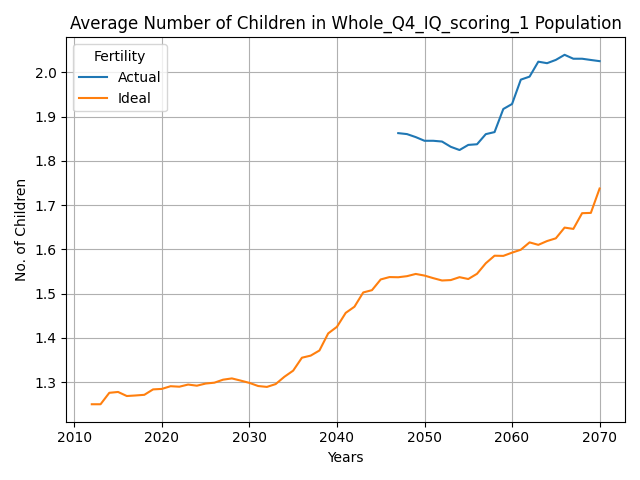 Average Number of Children in Whole_Q4_IQ_scoring_1 Population
Fertility
Actual
Ideal
No. of Children
2.0
1.9
1.8
1.7
1.6
1.5
1.4
1.3
2010 2020 2030 2040 2050 2060 2070
Years